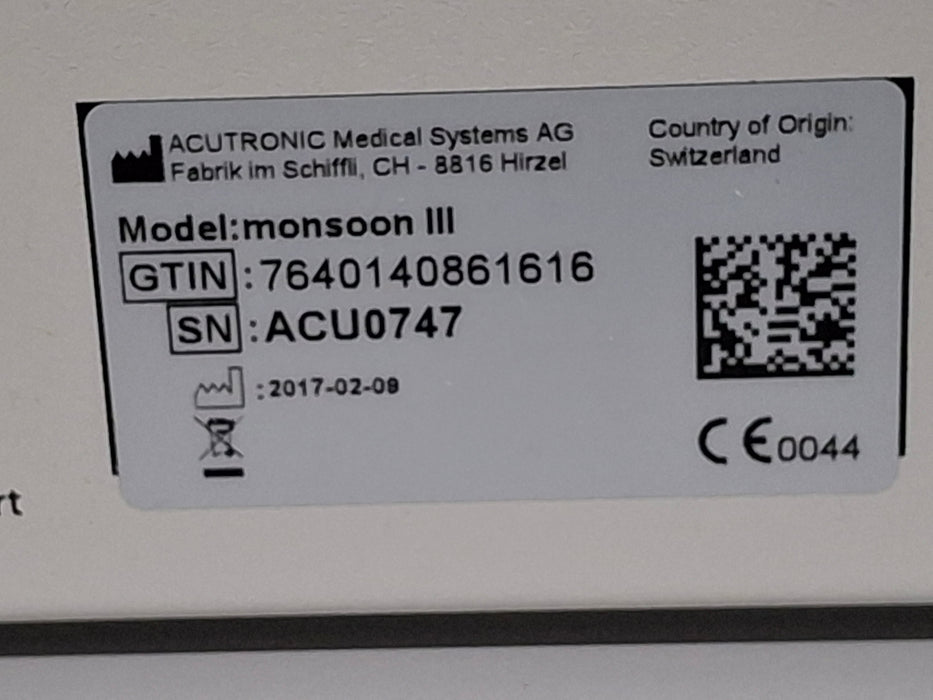 ACUTRONIC Medical Systems AG
Fabrik im Schiffli, CH - 8816 Hirzel
Country of Origin:
Switzerland
Model:monsoon III
GTIN:7640140861616
SN:ACU0747
:2017-02-09
CE0044
rt